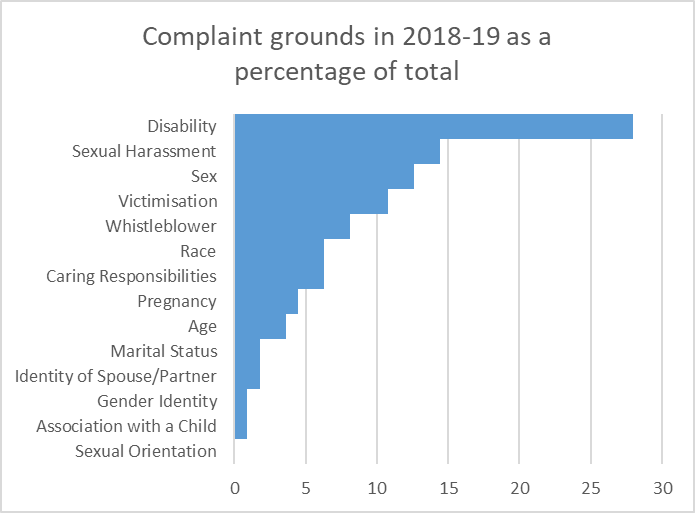 Complaint grounds in 2018-19 as a
percentage of total
Disability
Sexual Harassment
Sex
Victimisation
Whistleblower
Race
Caring Responsibilities
Pregnancy
Age
Marital Status
Identity of Spouse/Partner
Gender Identity
Association with a Child
Sexual Orientation
0 5 10 15 20 25 30